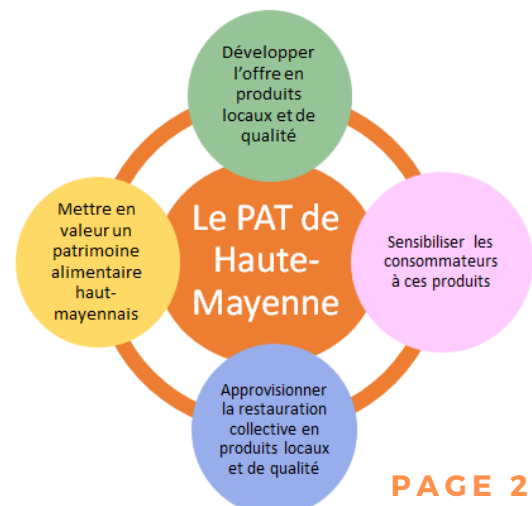 Développer
l'offre en
produits
locaux et de
qualité
Mettre en
valeur un
patrimoine
alimentaire
haut-
mayennais
Le PAT de
Haute-
Mayenne
Sensibiliser les
consommateurs
à ces produits
Approvisionner
la restauration
collective en
produits locaux
et de qualité
PAGE 2